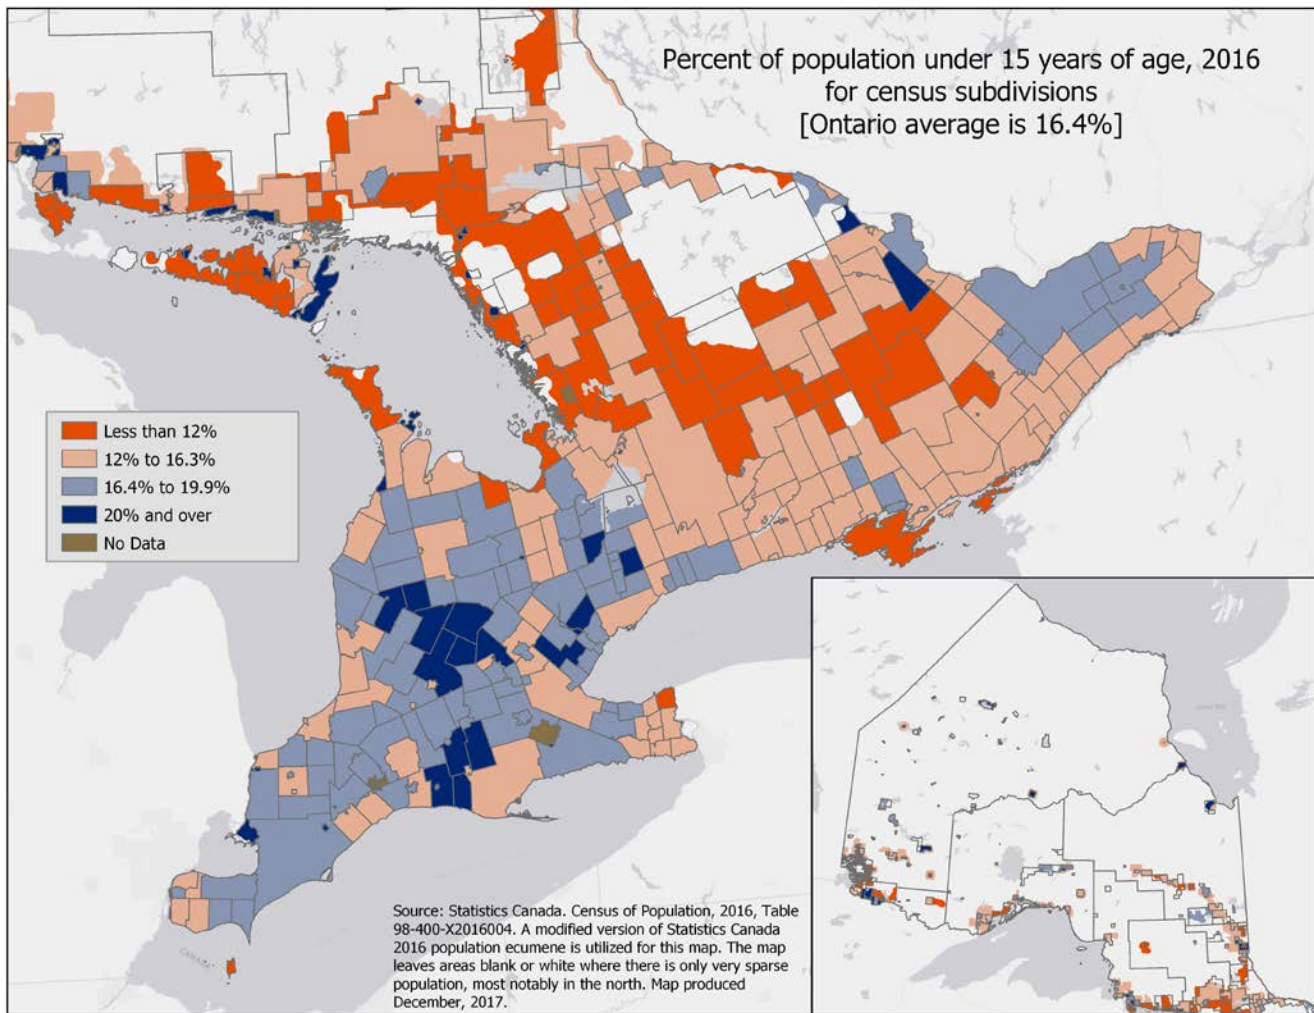 Percent of population under 15 years of age, 2016
for census subdivisions
[Ontario average is 16.4%]
Less than 12%
12% to 16.3%
16.4% to 19.9%
20% and over
No Data
Source: Statistics Canada. Census of Population, 2016, Table
98-400-X2016004. A modified version of Statistics Canada
2016 population ecumene is utilized for this map. The map
leaves areas blank or white where there is only very sparse
population, most notably in the north. Map produced
December, 2017.
CANADA